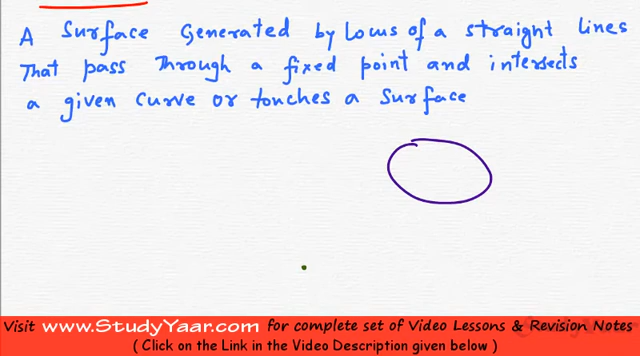 A Surface Generated by Locus of a straight lines
That pass Through a fixed point and intersects
a given Curve or touches a Surface
Visit www.StudyYaar.com for complete set of Video Lessons & Revision Notes
( Click on the Link in the Video Description given below )